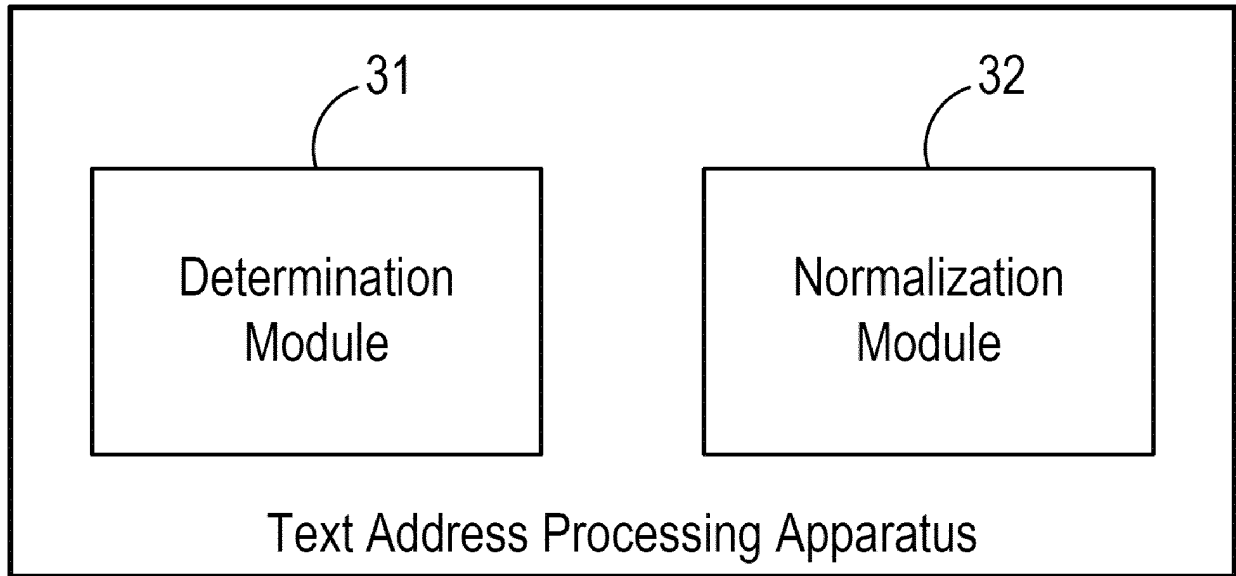 31
32
Determination
Module
Normalization
Module
Text Address Processing Apparatus